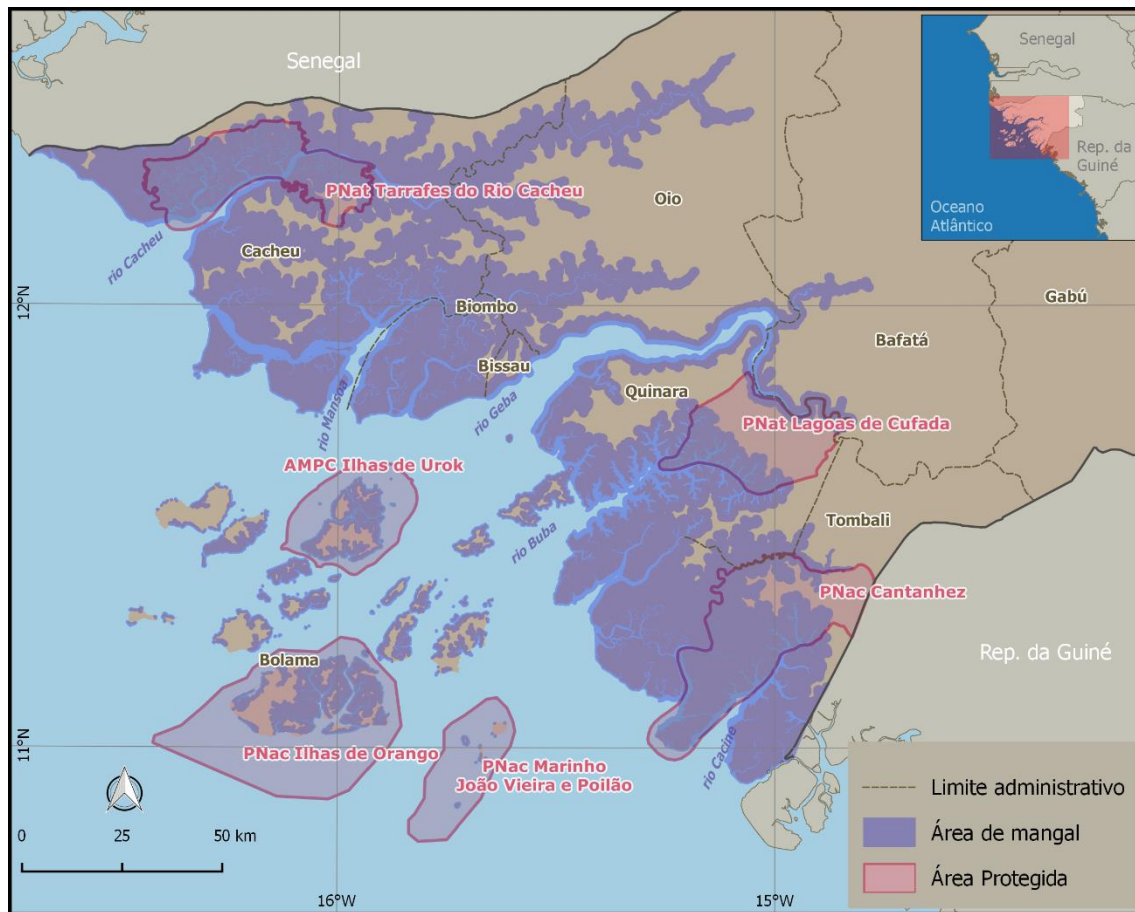 Senegal
Senegal
Rep. da
Guiné
Oceano
Atlântico
PNat Tarrafes do Rio Cacheu
Oio
rio Cacheu
Cacheu
12°N
Biombo
Gabú
Bissau
Bafatá
rio Mansoa
rio Geba
Quinara
PNat Lagoas de Cufada
AMPC Ilhas de Urok
rio Buba
Tombali
PNac Cantanhez
Bolama
Rep. da Guiné
11°N
PNac Ilhas de Orango
PNac Marinho
João Vieira e Poilão
rio Cacine
Limite administrativo
Área de mangal
Área Protegida
0 25 50 km
16°W
15°W